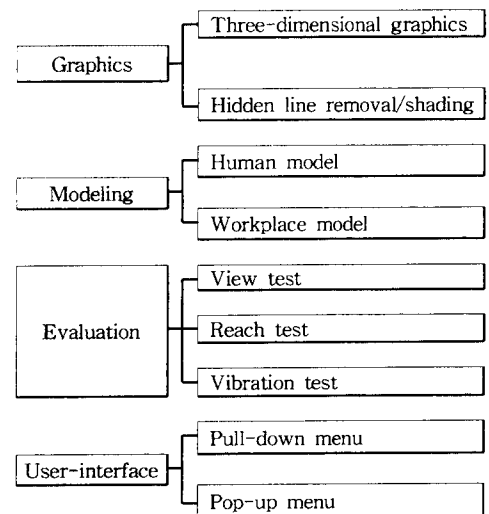 Three-dimensional graphics
Graphics
Hidden line removal/shading
Human model
Modeling
Workplace model
View test
Evaluation
Reach test
Vibration test
Pull-down menu
User-interface
Pop-up menu